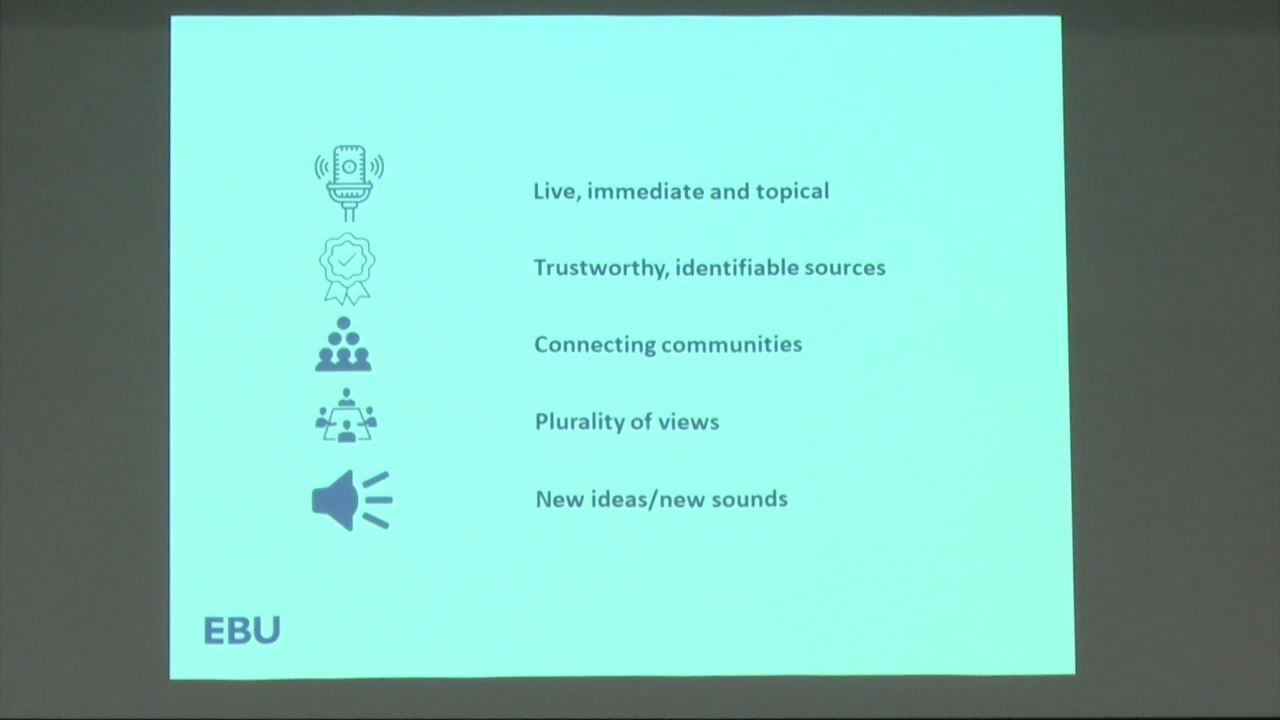 Live, immediate and topical
Trustworthy, identifiable sources
Connecting communities
Plurality of views
New ideas/new sounds
EBU